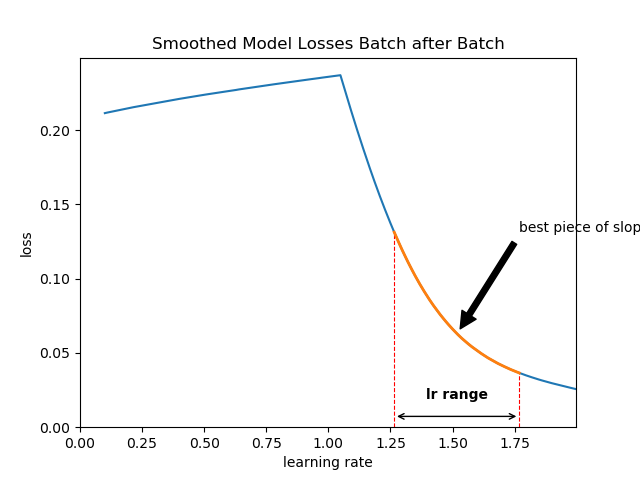 Smoothed Model Losses Batch after Batch
loss
0.20
0.15
0.10
0.05
0.00
best piece of slop
lr range
0.00 0.25 0.50 0.75 1.00 1.25 1.50 1.75
learning rate